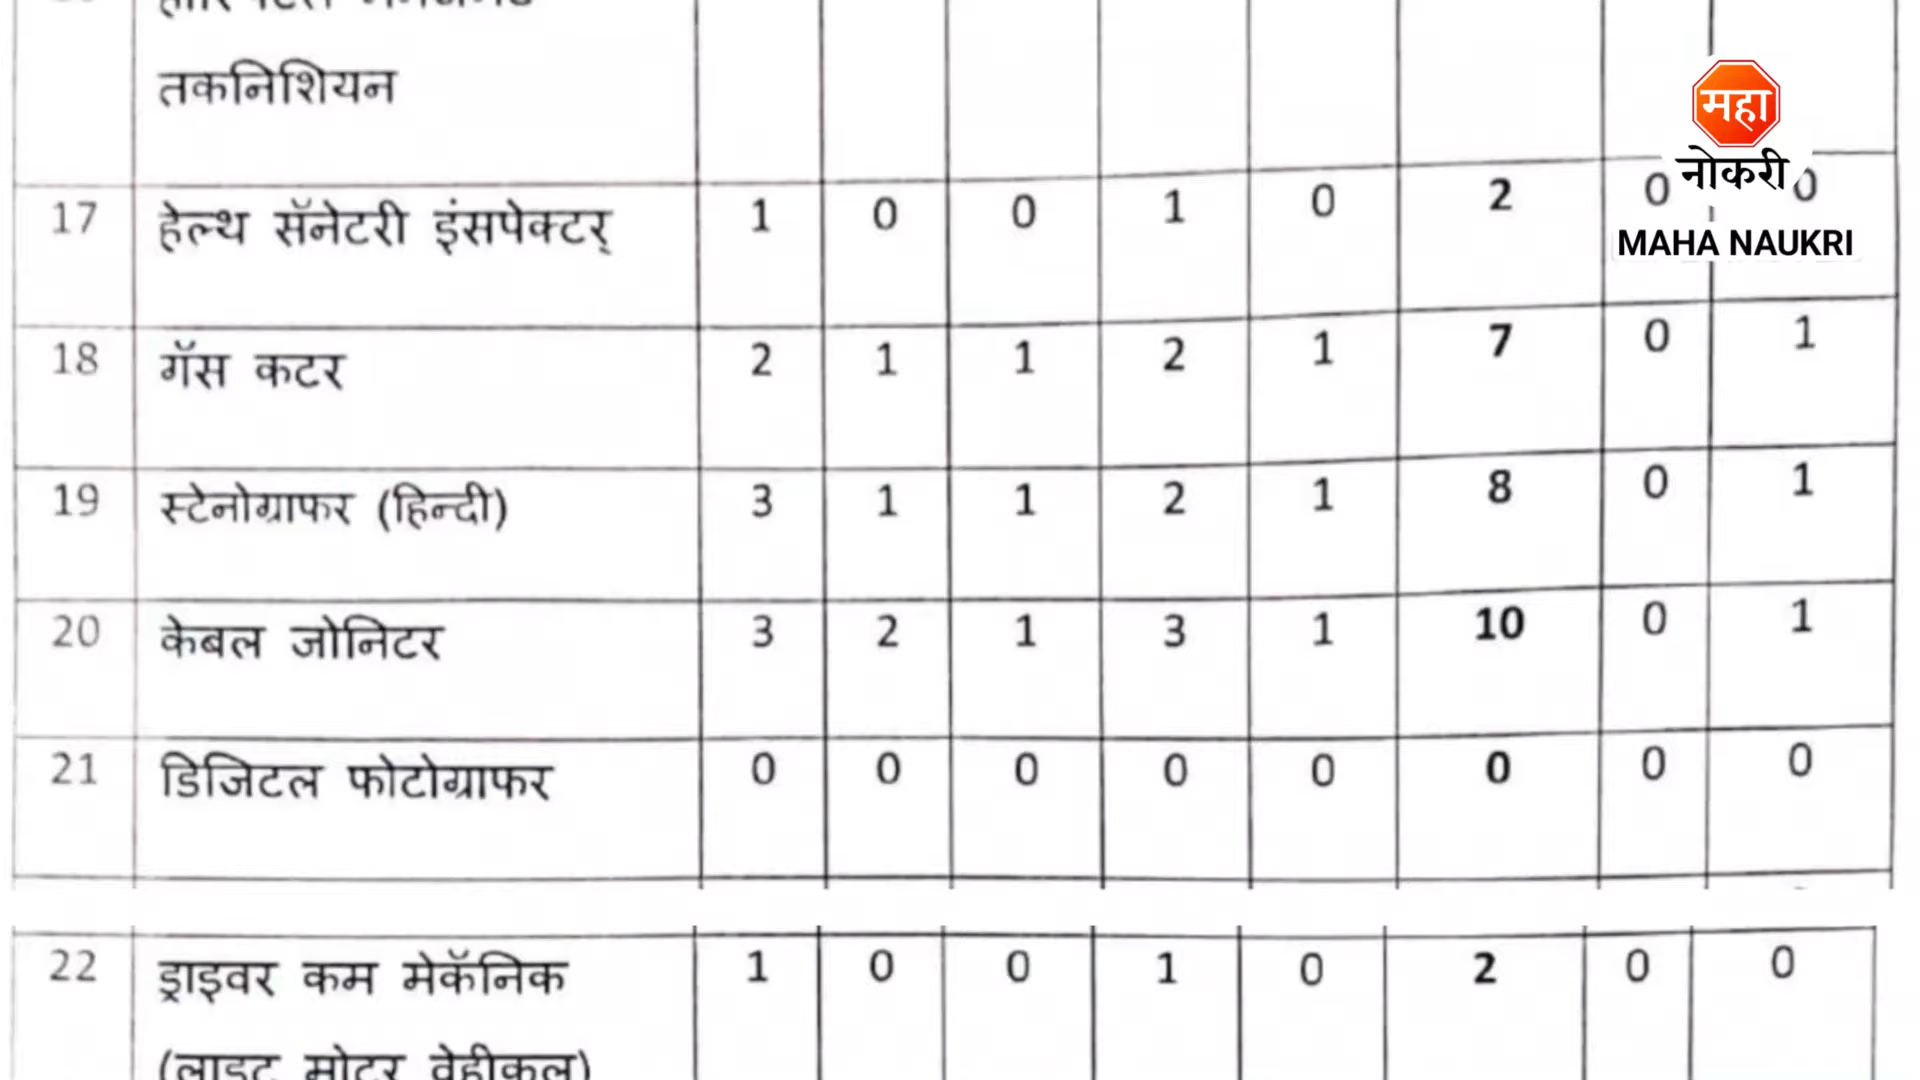 तकनिशियन
महा
नोकरी
MAHA NAUKRI
17 हेल्थ सॅनेटरी इंसपेक्टर् 1 0 0 1 0 2 0 0
18 गॅस कटर 2 1 1 2 1 7 0 1
19 स्टेनोग्राफर (हिन्दी) 3 1 1 2 1 8 0 1
20 केबल जोनिटर 3 2 1 3 1 10 0 1
21 डिजिटल फोटोग्राफर 0 0 0 0 0 0 0 0
22 ड्राइवर कम मेकॅनिक 1 0 0 1 0 2 0 0
(लाइट मोटर वेहीकल)